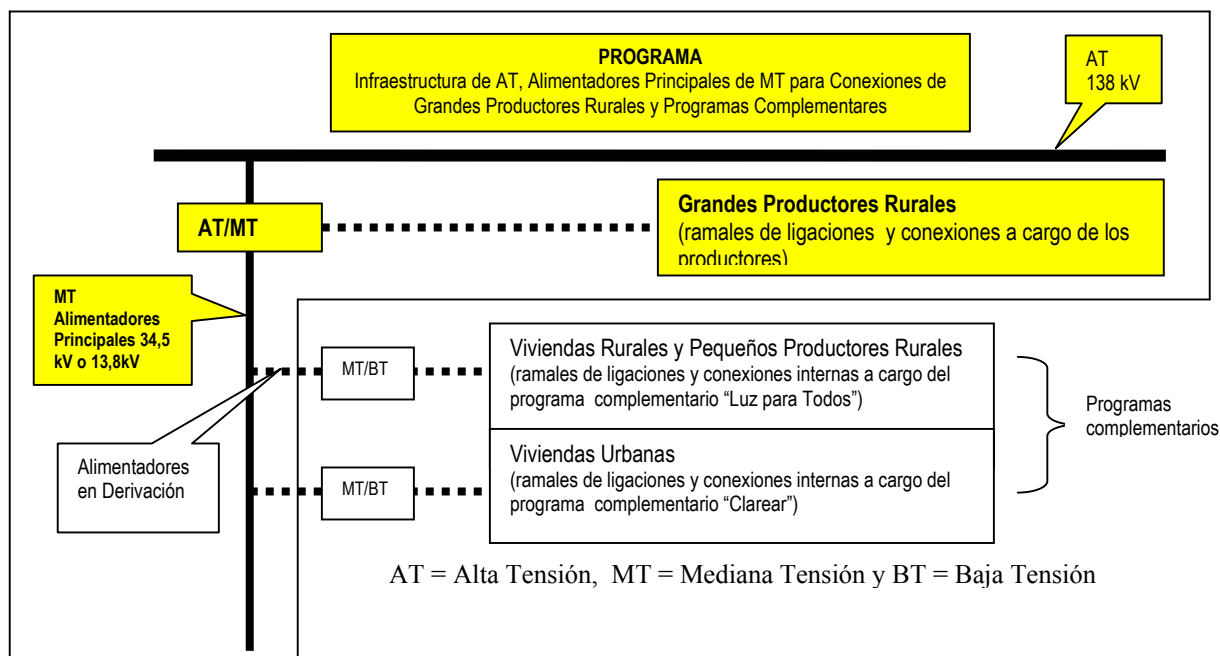 PROGRAMA
Infraestructura de AT, Alimentadores Principales de MT para Conexiones de
Grandes Productores Rurales y Programas Complementares
AT
138 kV
AT/MT
Grandes Productores Rurales
(ramales de ligaciones y conexiones a cargo de los
productores)
MT
Alimentadores
Principales 34,5
kV o 13,8kV
MT/BT
Viviendas Rurales y Pequeños Productores Rurales
(ramales de ligaciones y conexiones internas a cargo del
programa complementario “Luz para Todos”)
Programas
complementarios
Alimentadores
en Derivación
MT/BT
Viviendas Urbanas
(ramales de ligaciones y conexiones internas a cargo del
programa complementario “Clarear”)
AT = Alta Tensión, MT = Mediana Tensión y BT = Baja Tensión